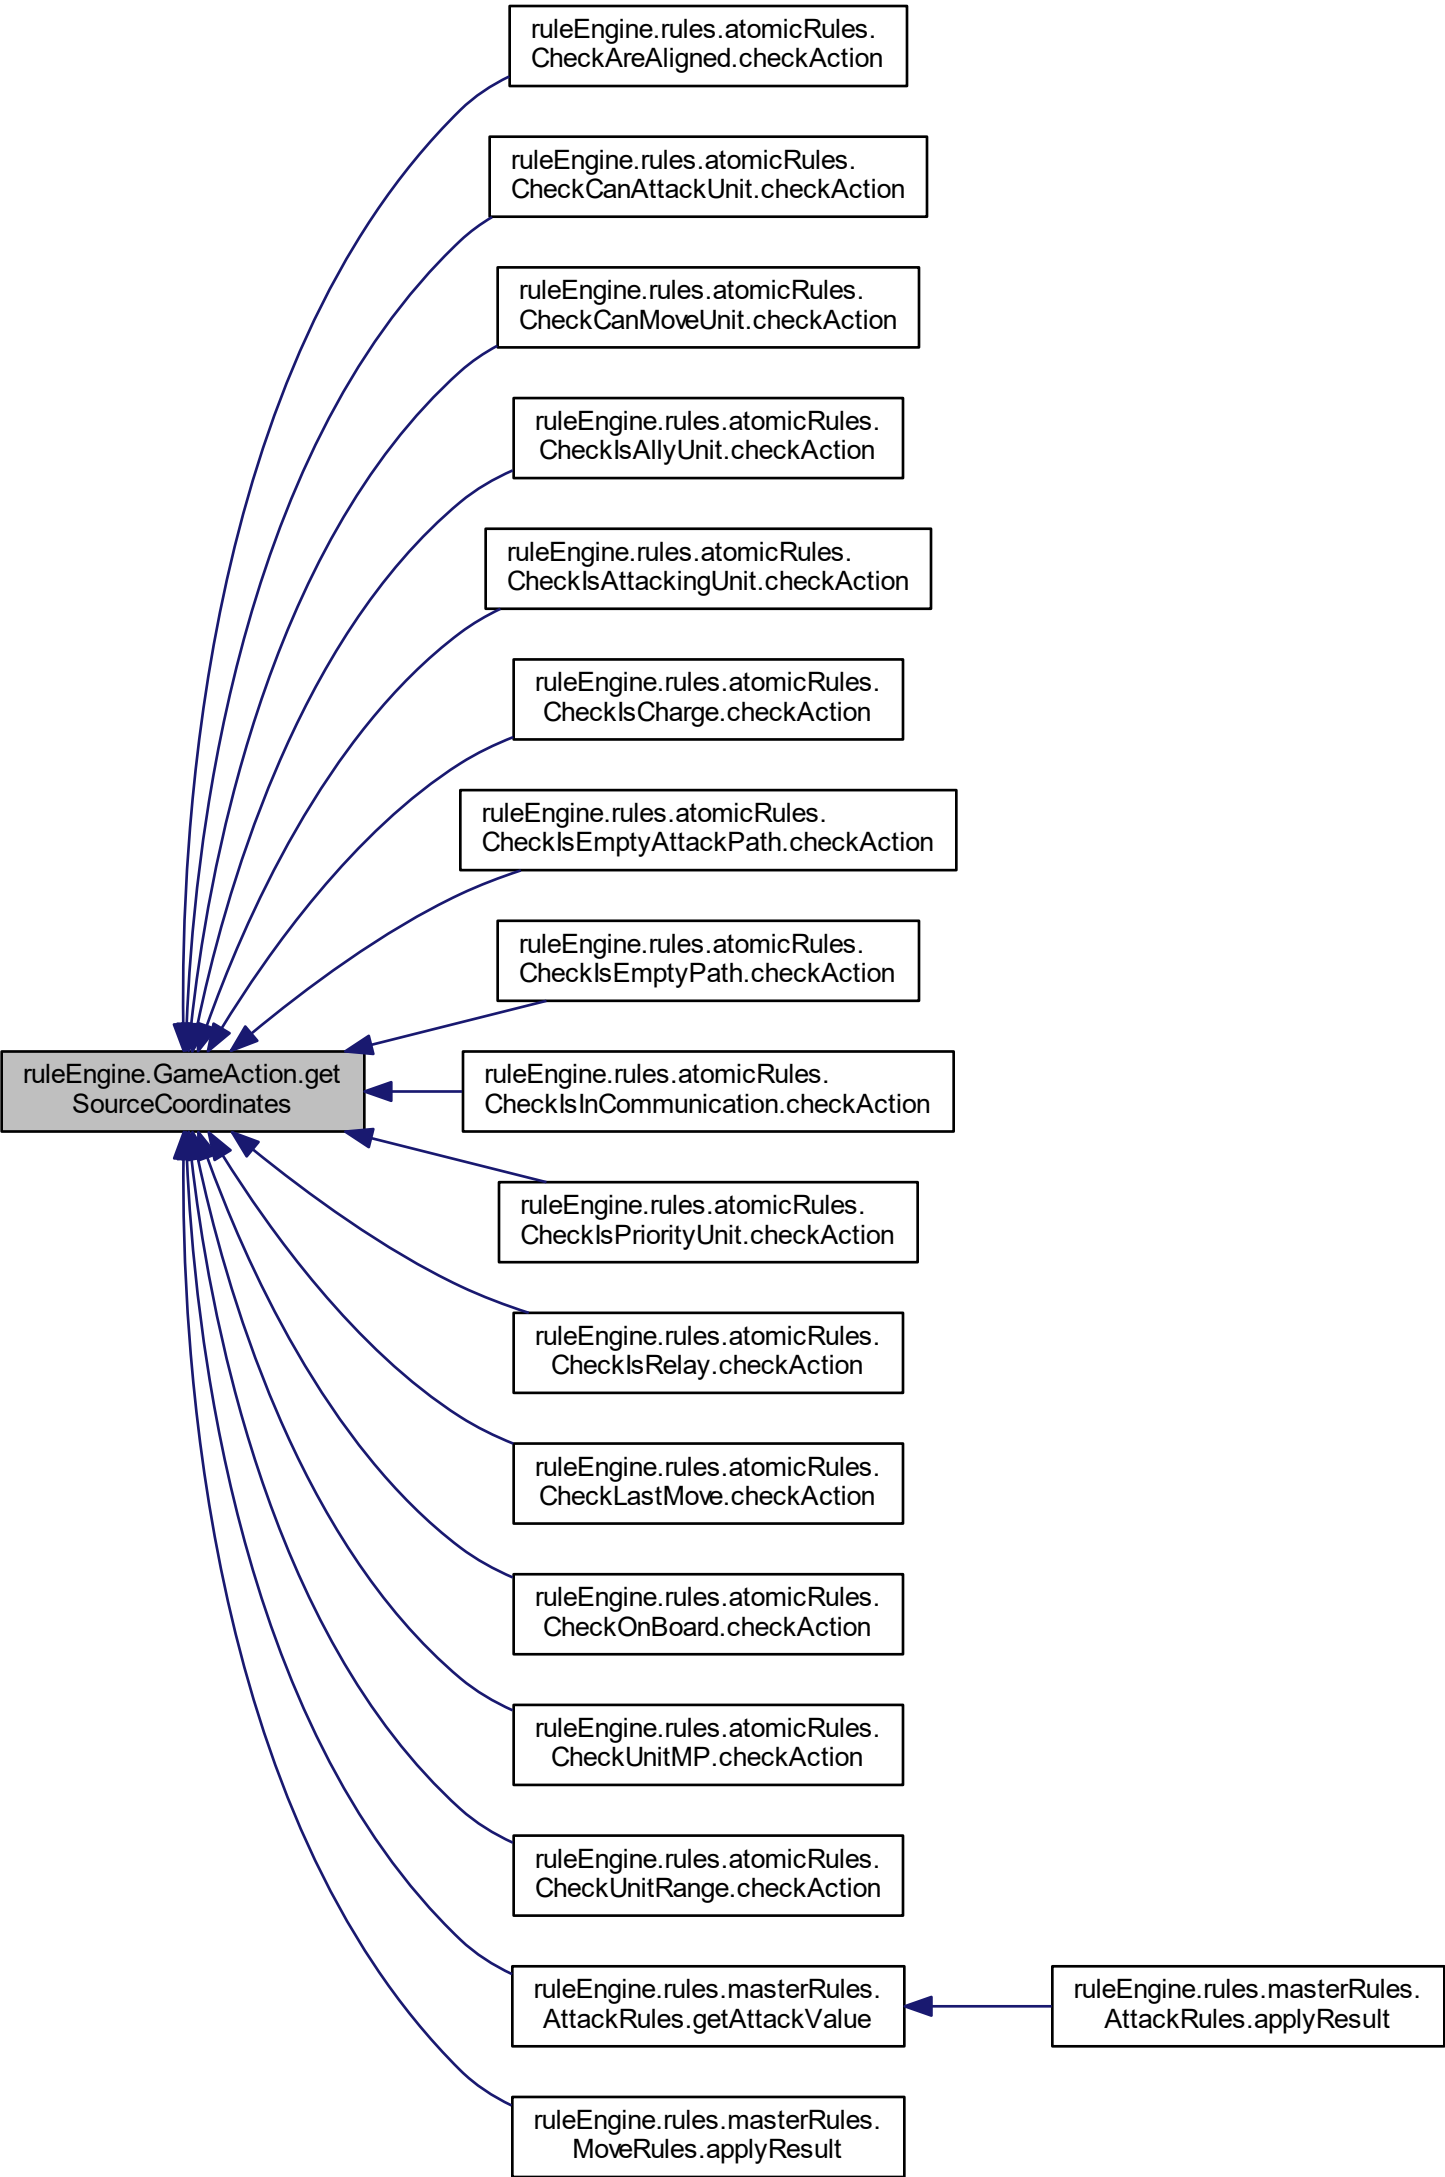 ruleEngine.rules.atomicRules.
CheckAreAligned.checkAction
ruleEngine.rules.atomicRules.
CheckCanAttackUnit.checkAction
ruleEngine.rules.atomicRules.
CheckCanMoveUnit.checkAction
ruleEngine.rules.atomicRules.
CheckIsAllyUnit.checkAction
ruleEngine.rules.atomicRules.
CheckIsAttackingUnit.checkAction
ruleEngine.rules.atomicRules.
CheckIsCharge.checkAction
ruleEngine.rules.atomicRules.
CheckIsEmptyAttackPath.checkAction
ruleEngine.rules.atomicRules.
CheckIsEmptyPath.checkAction
ruleEngine.GameAction.get
SourceCoordinates
ruleEngine.rules.atomicRules.
CheckIsInCommunication.checkAction
ruleEngine.rules.atomicRules.
CheckIsPriorityUnit.checkAction
ruleEngine.rules.atomicRules.
CheckIsRelay.checkAction
ruleEngine.rules.atomicRules.
CheckLastMove.checkAction
ruleEngine.rules.atomicRules.
CheckOnBoard.checkAction
ruleEngine.rules.atomicRules.
CheckUnitMP.checkAction
ruleEngine.rules.atomicRules.
CheckUnitRange.checkAction
ruleEngine.rules.masterRules.
AttackRules.getAttackValue
ruleEngine.rules.masterRules.
AttackRules.applyResult
ruleEngine.rules.masterRules.
MoveRules.applyResult